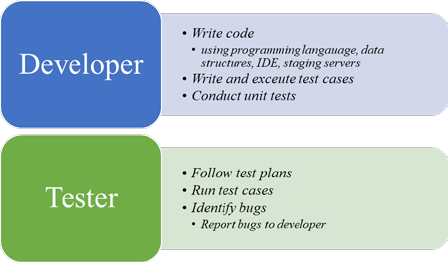 Developer
• Write code
• using programming langauage, data
structures, IDE, staging servers
• Write and exceute test cases
• Conduct unit tests
Tester
• Follow test plans
• Run test cases
• Identify bugs
• Report bugs to developer